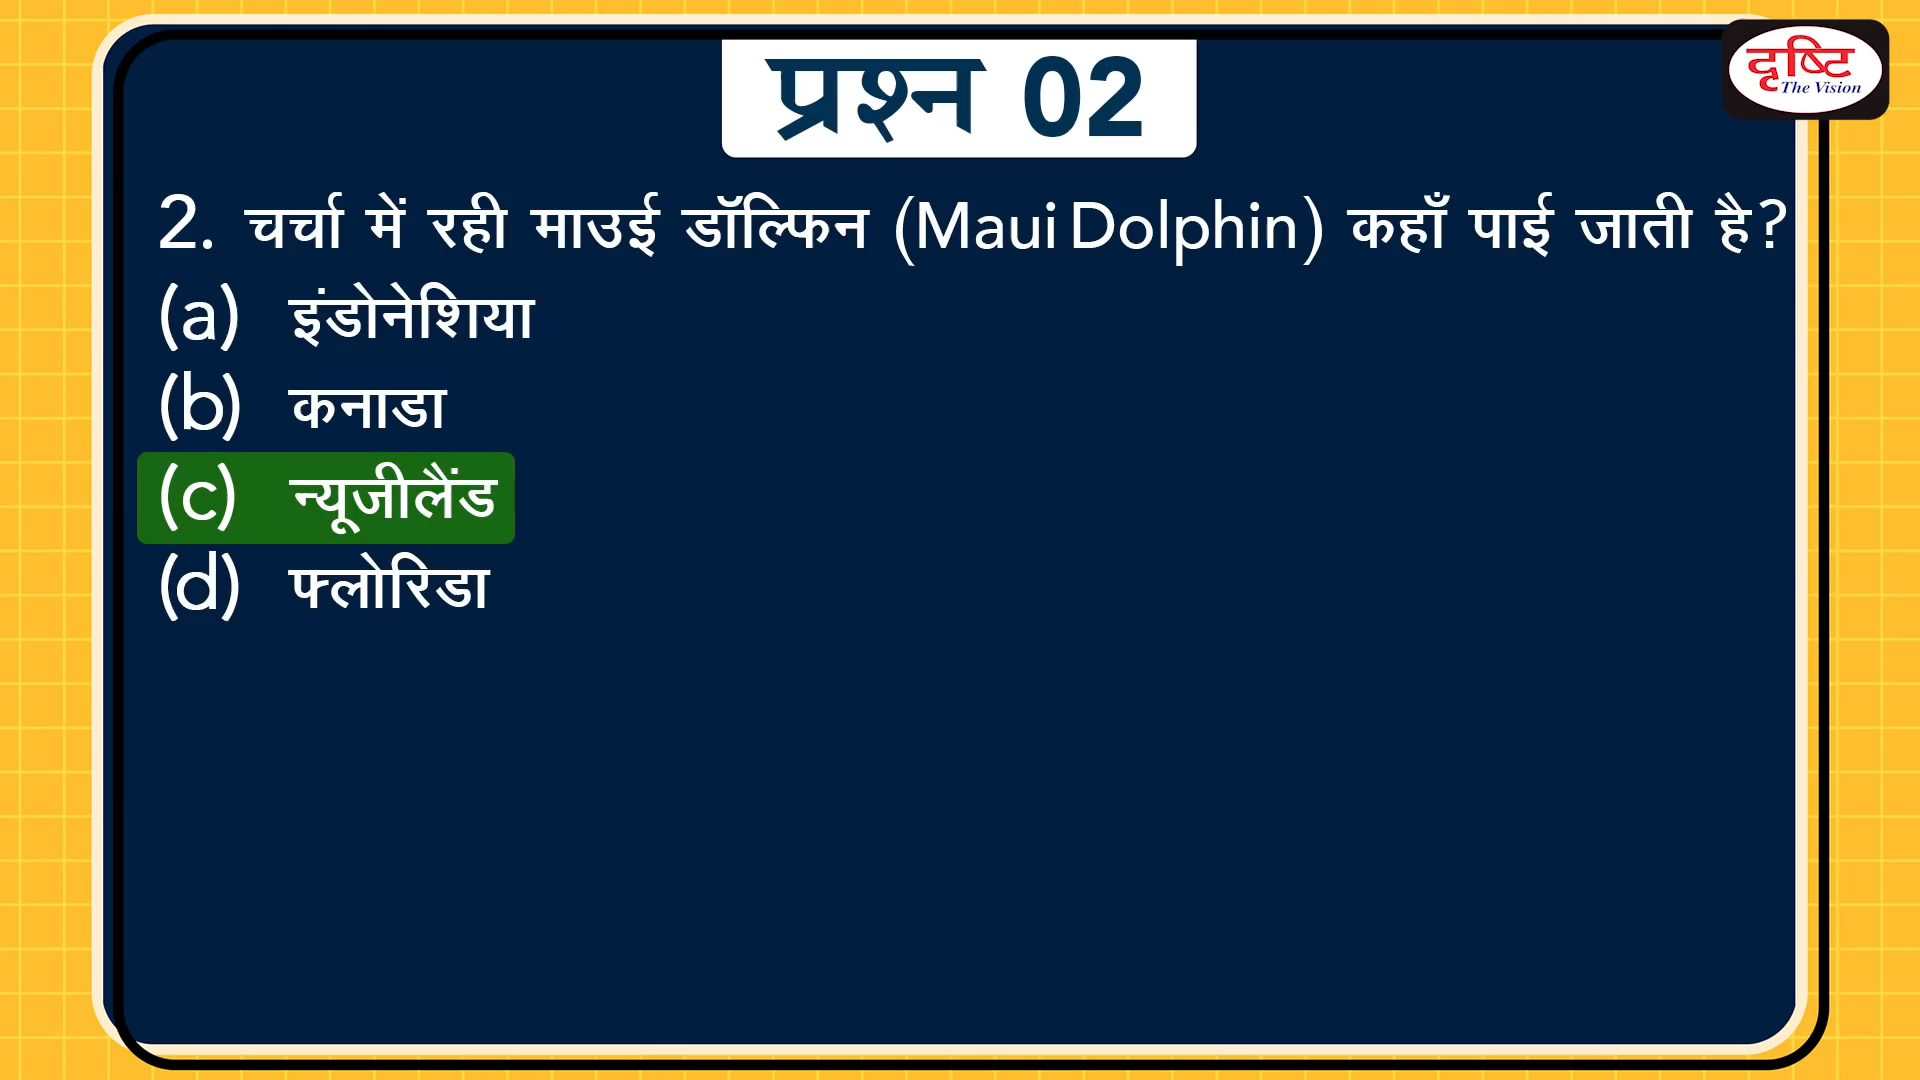 दृष्टि
The Vision
प्रश्न 02
2. चर्चा में रही माउई डॉल्फिन (Maui Dolphin) कहाँ पाई जाती है?
(a) इंडोनेशिया
(b) कनाडा
(c) न्यूजीलैंड
(d) फ्लोरिडा